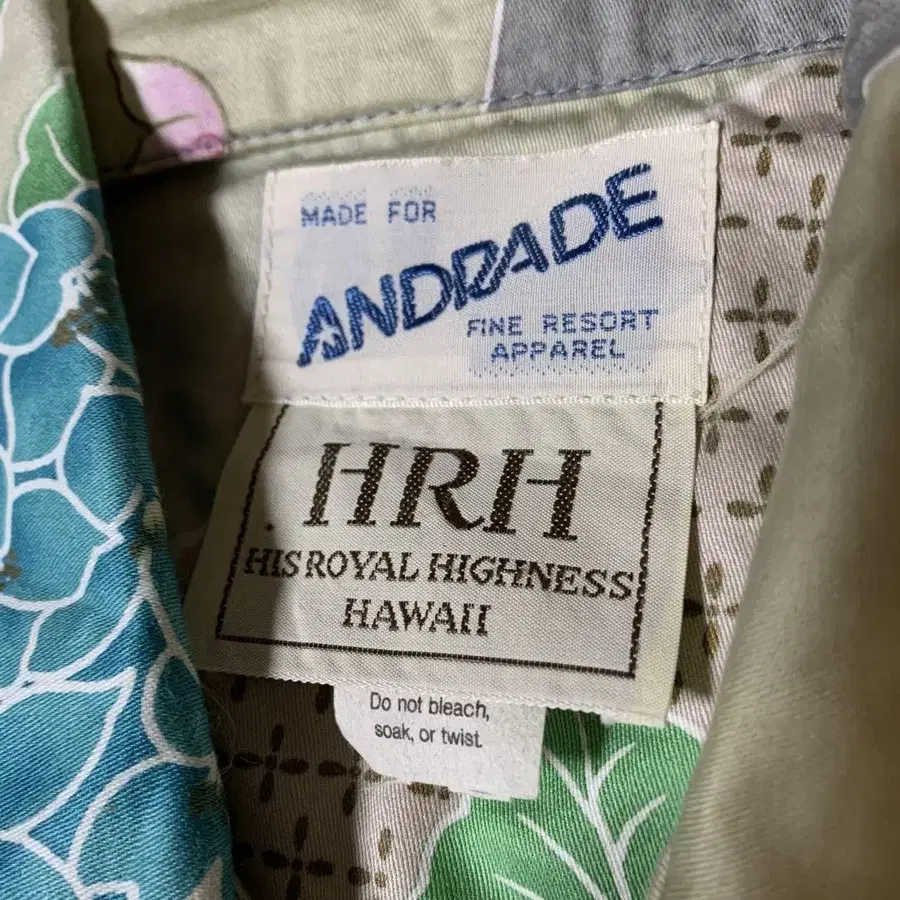 MADE FOR
ANDRADE
FINE RESORT
APPAREL
HRH
HIS ROYAL HIGHNESS
HAWAII
Do not bleach,
soak, or twist.